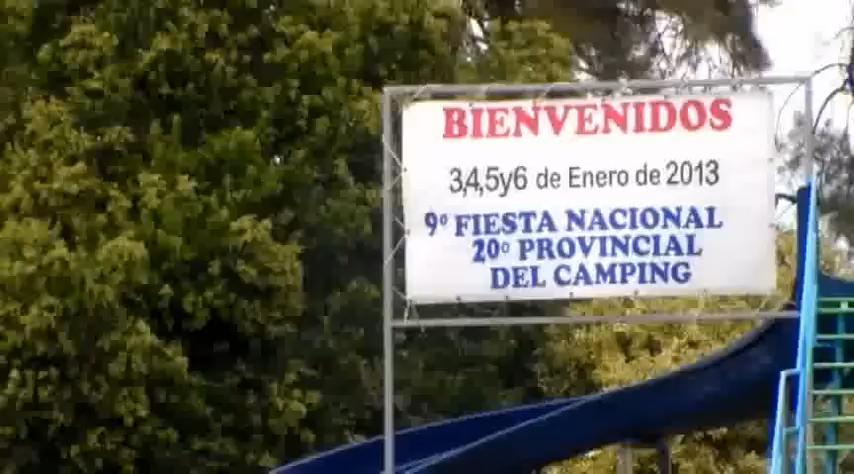 BIENVENIDOS
3,4,5y6 de Enero de 2013
9º FIESTA NACIONAL
20º PROVINCIAL
DEL CAMPING